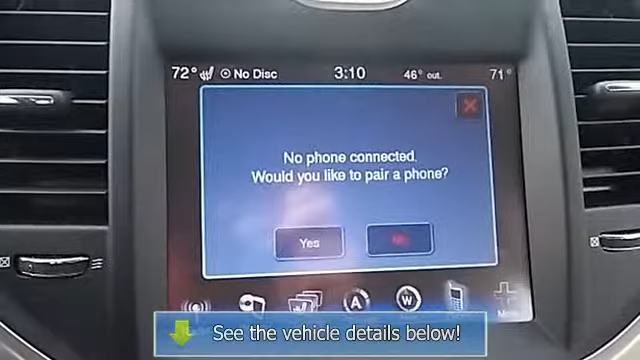 72° No Disc 3:10 46° out. 71°
No phone connected.
Would you like to pair a phone?
Yes No
A W
See the vehicle details below!